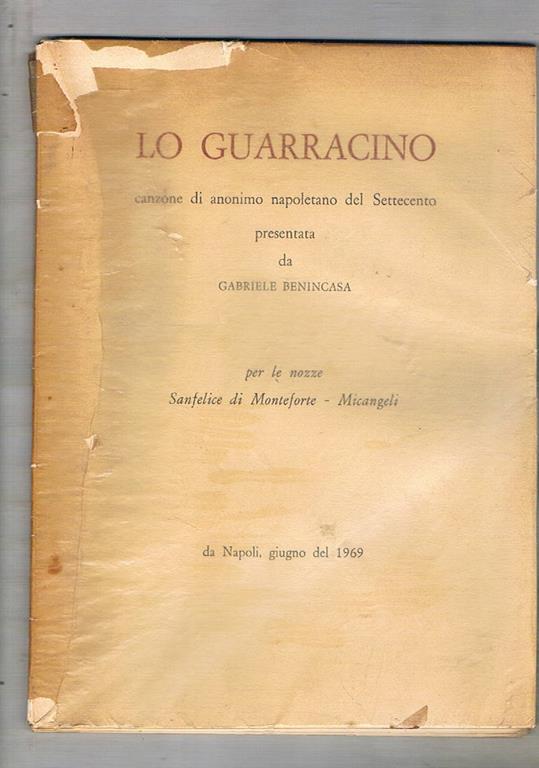 LO GUARRACINO
canzone di anonimo napoletano del Settecento
presentata
da
GABRIELE BENINCASA
per le nozze
Sanfelice di Monteforte - Micangeli
da Napoli, giugno del 1969